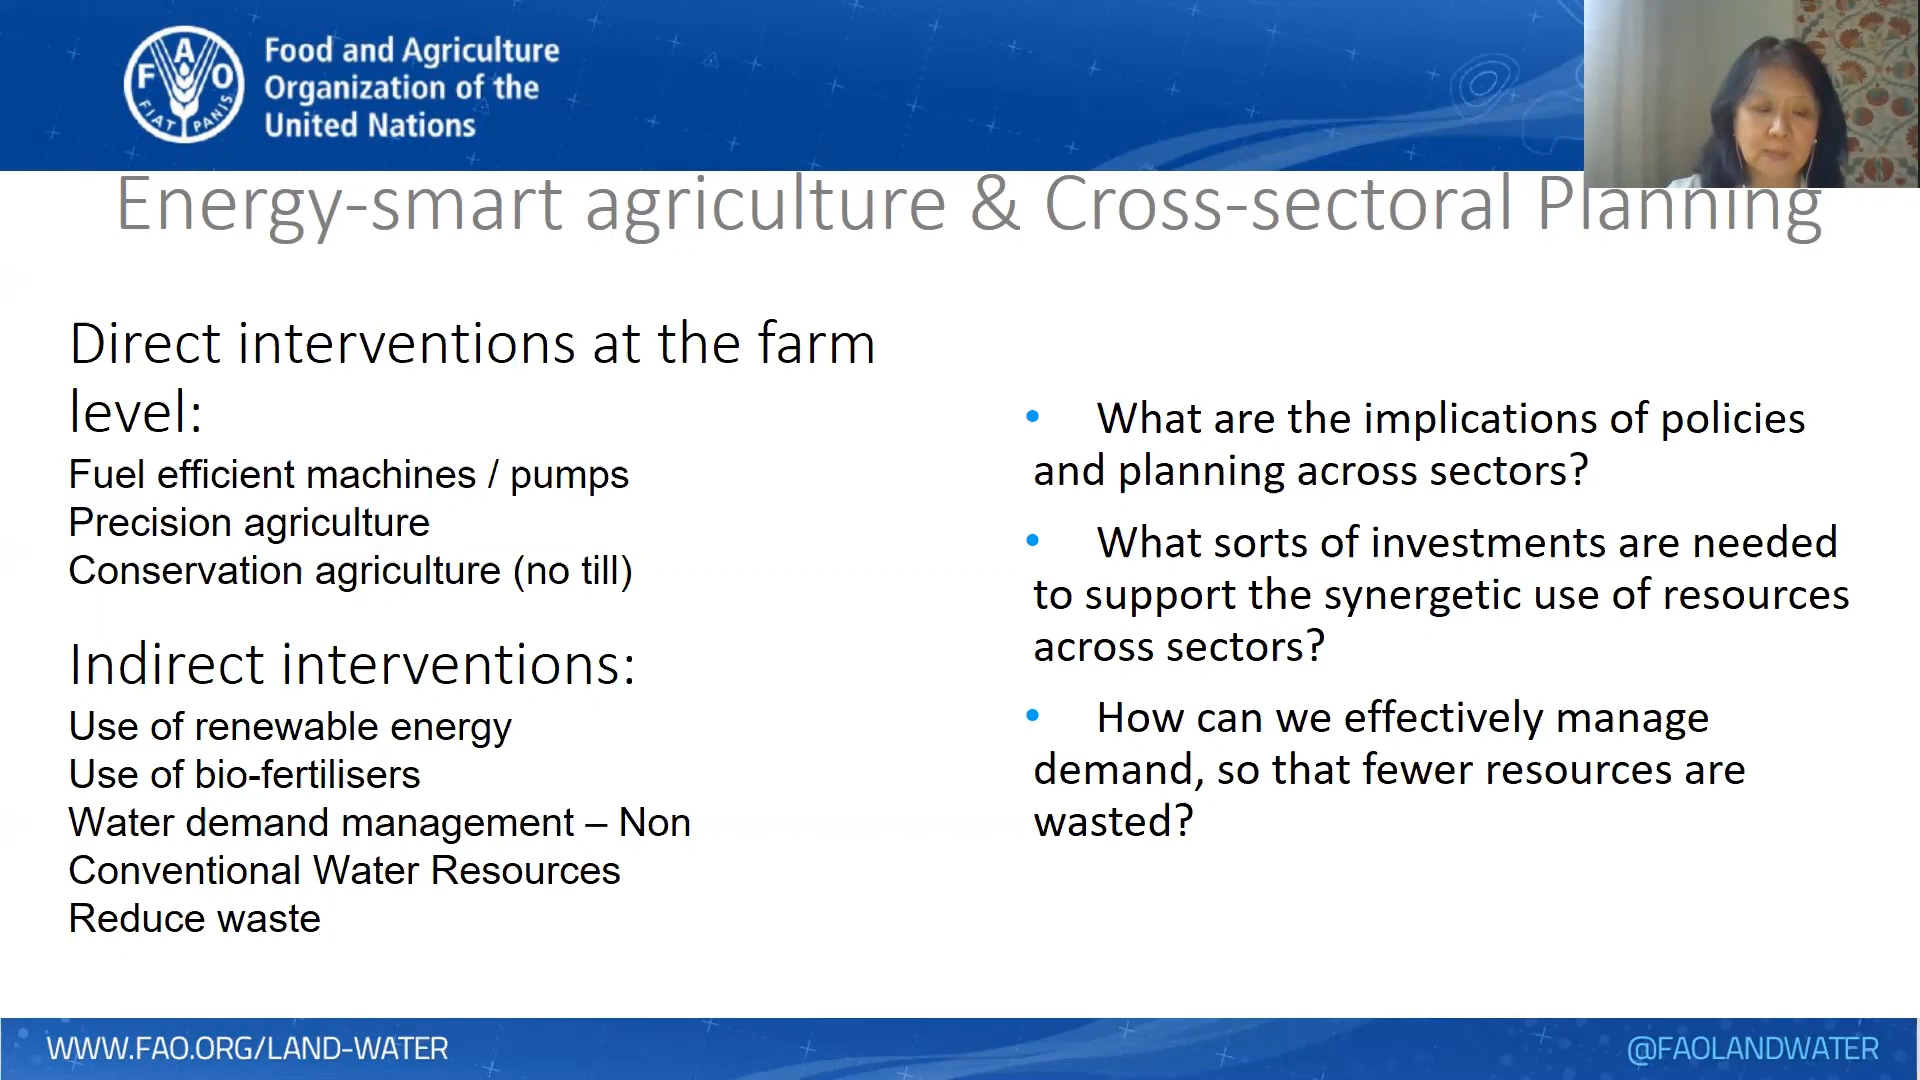 Food and Agriculture
Organization of the
United Nations
F A O
FIAT PANIS
Energy-smart agriculture & Cross-sectoral Planning
Direct interventions at the farm
level:
Fuel efficient machines / pumps
Precision agriculture
Conservation agriculture (no till)
Indirect interventions:
Use of renewable energy
Use of bio-fertilisers
Water demand management – Non
Conventional Water Resources
Reduce waste
• What are the implications of policies
and planning across sectors?
• What sorts of investments are needed
to support the synergetic use of resources
across sectors?
• How can we effectively manage
demand, so that fewer resources are
wasted?
WWW.FAO.ORG/LAND-WATER
@FAOLANDWATER